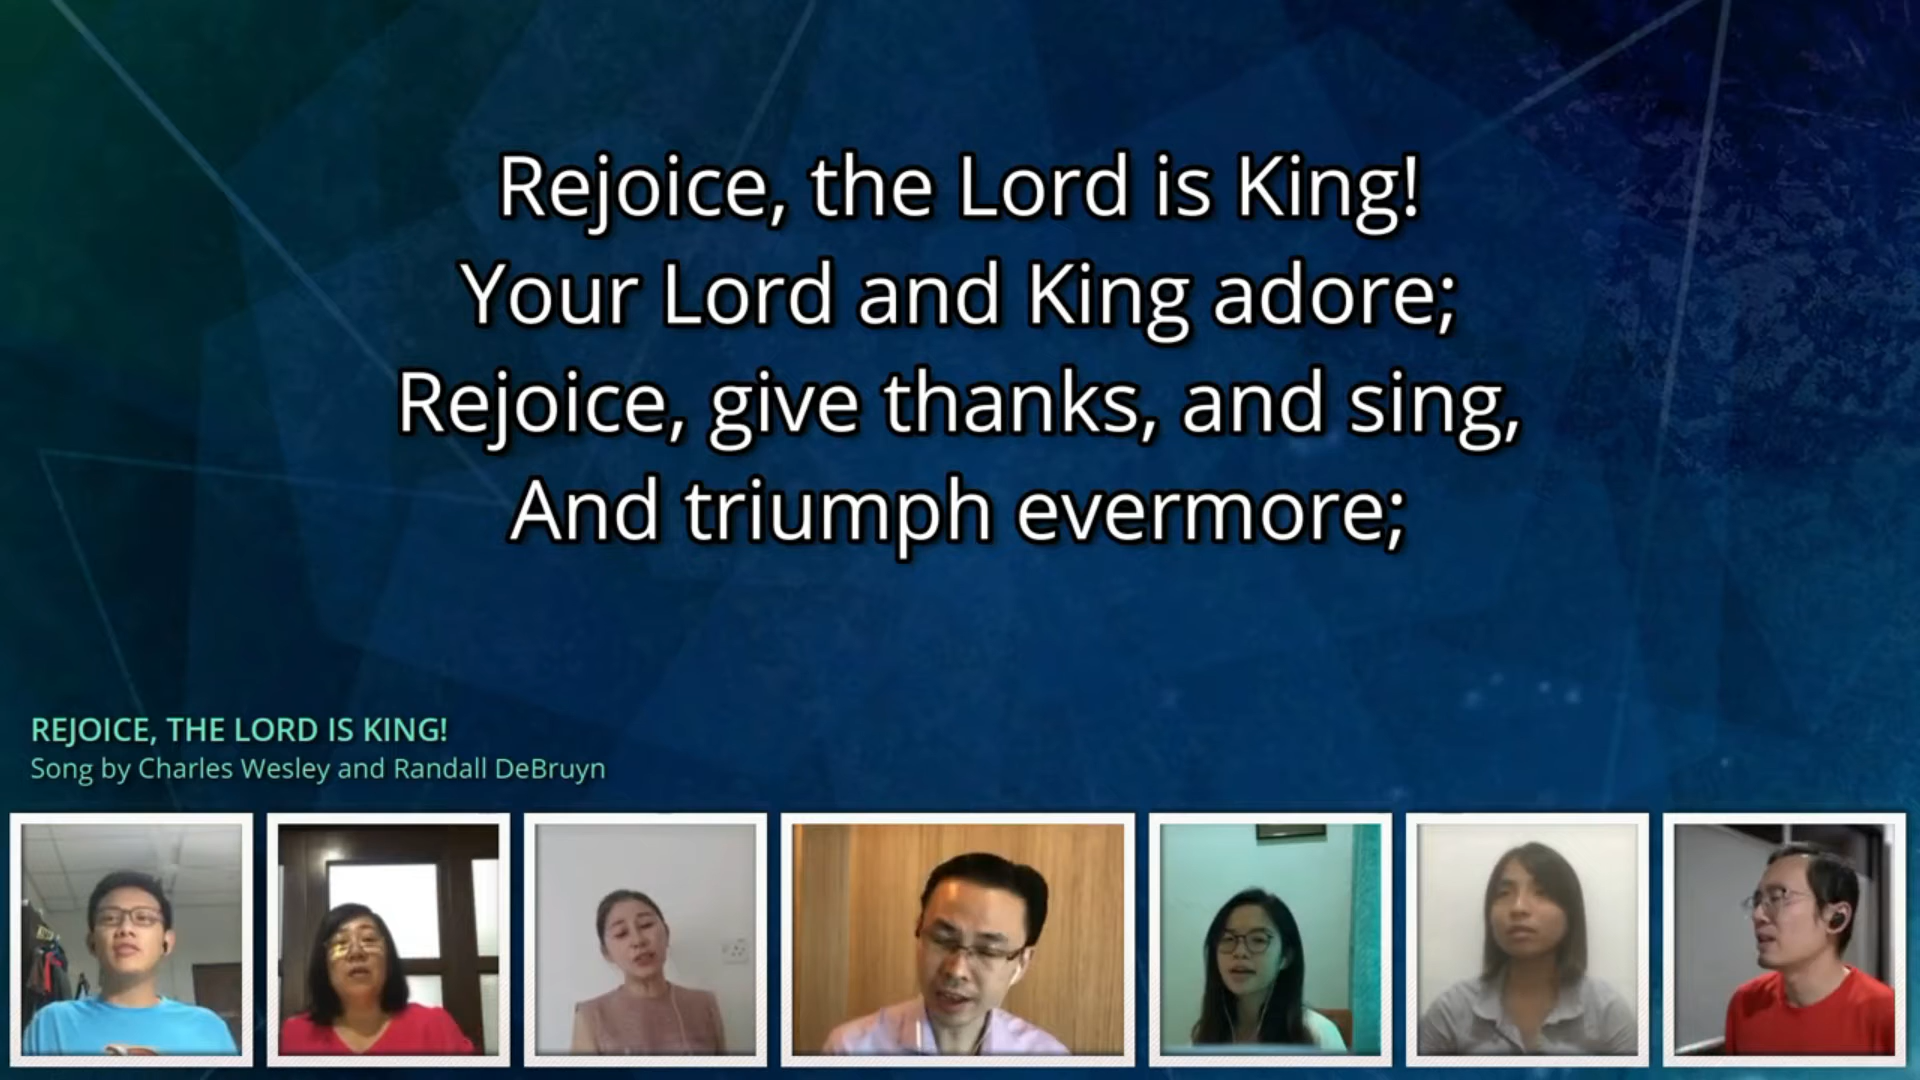 Rejoice, the Lord is King!
Your Lord and King adore;
Rejoice, give thanks, and sing,
And triumph evermore;
REJOICE, THE LORD IS KING!
Song by Charles Wesley and Randall DeBruyn